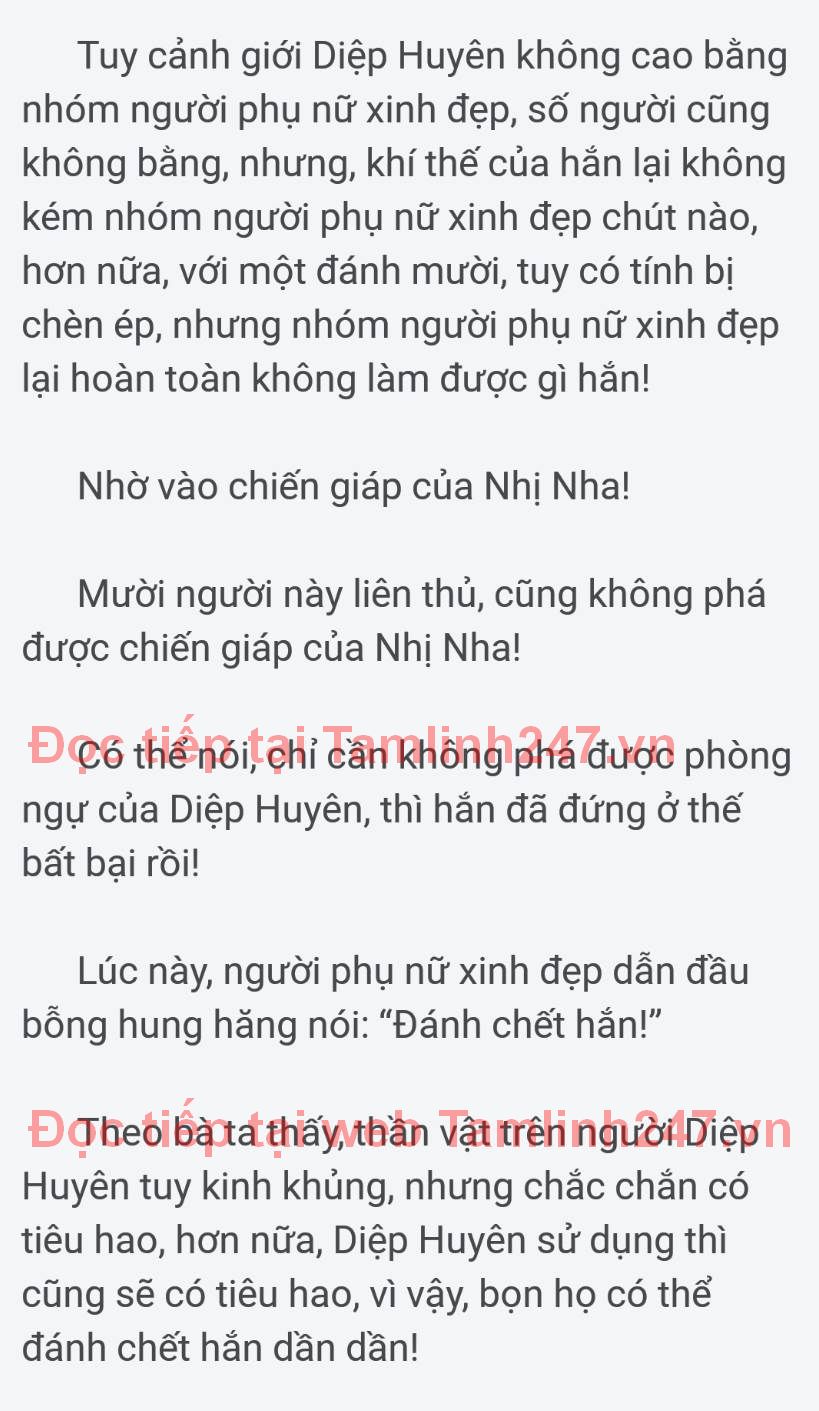 Tuy cảnh giới Diệp Huyên không cao bằng
nhóm người phụ nữ xinh đẹp, số người cũng
không bằng, nhưng, khí thế của hắn lại không
kém nhóm người phụ nữ xinh đẹp chút nào,
hơn nữa, với một đánh mười, tuy có tính bị
chèn ép, nhưng nhóm người phụ nữ xinh đẹp
lại hoàn toàn không làm được gì hắn!
Nhờ vào chiến giáp của Nhị Nha!
Mười người này liên thủ, cũng không phá
được chiến giáp của Nhị Nha!
Đọc tiếp tại Tamlinh247.vn
Có thể nói, chỉ cần không phá được phòng
ngự của Diệp Huyên, thì hắn đã đứng ở thế
bất bại rồi!
Lúc này, người phụ nữ xinh đẹp dẫn đầu
bỗng hung hăng nói: “Đánh chết hắn!”
Đọc tiếp tại web Tamlinh247.vn
Theo bà ta thấy, thần vật trên người Diệp
Huyên tuy kinh khủng, nhưng chắc chắn có
tiêu hao, hơn nữa, Diệp Huyên sử dụng thì
cũng sẽ có tiêu hao, vì vậy, bọn họ có thể
đánh chết hắn dần dần!